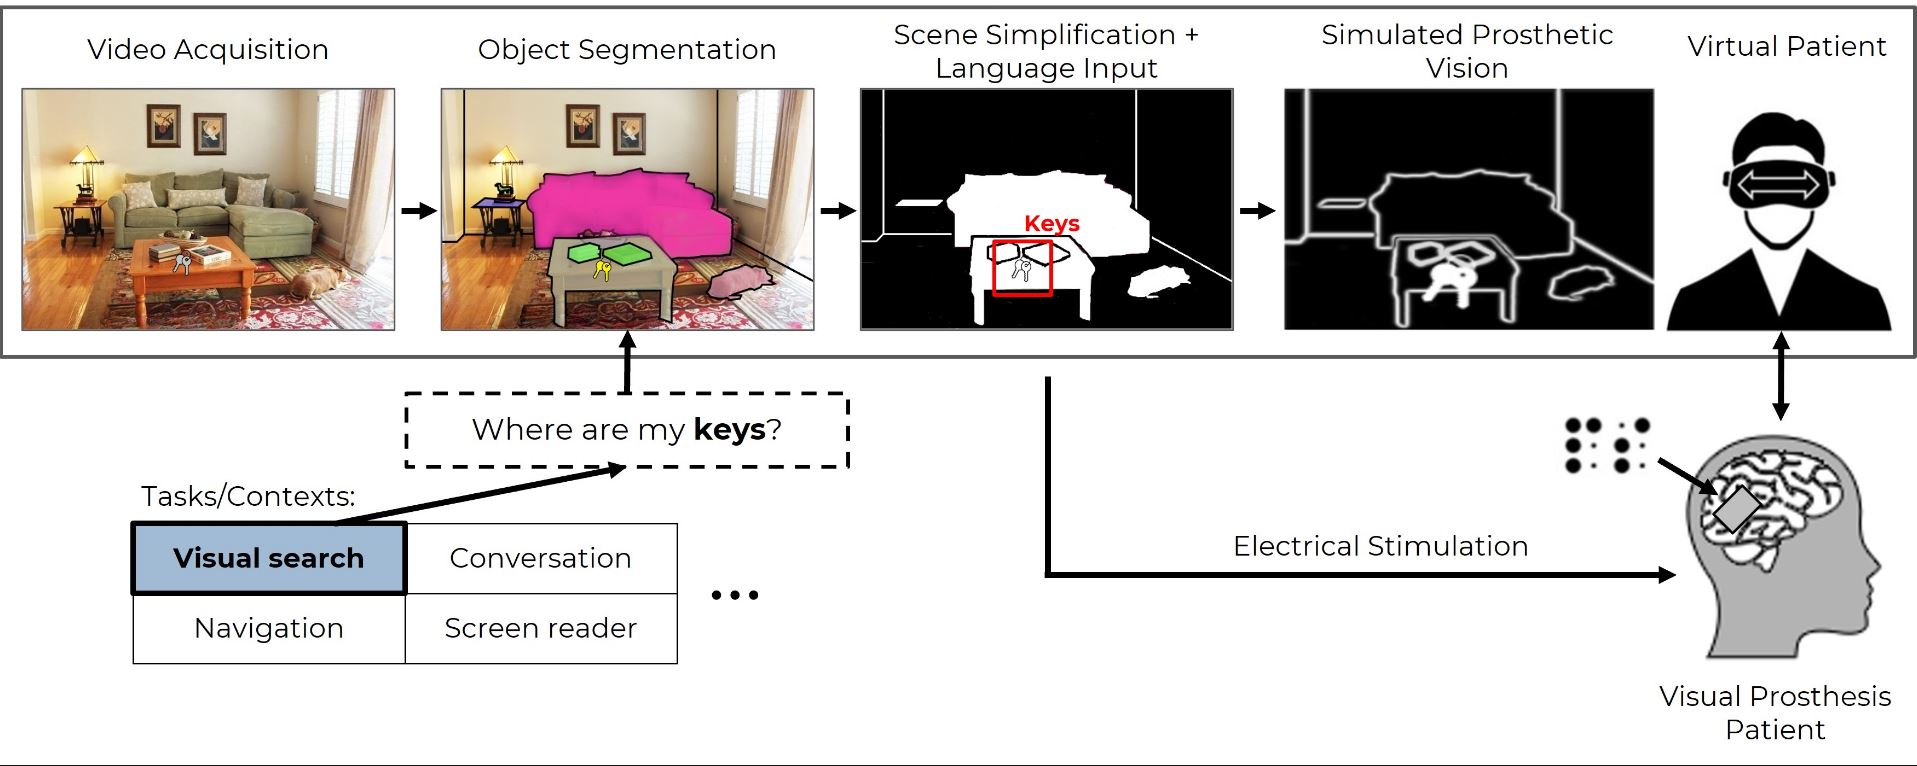 Video Acquisition
Object Segmentation
Scene Simplification +
Language Input
Simulated Prosthetic
Vision
Virtual Patient
Keys
Where are my keys?
Tasks/Contexts:
Visual search
Conversation
Navigation
Screen reader
...
Electrical Stimulation
Visual Prosthesis
Patient